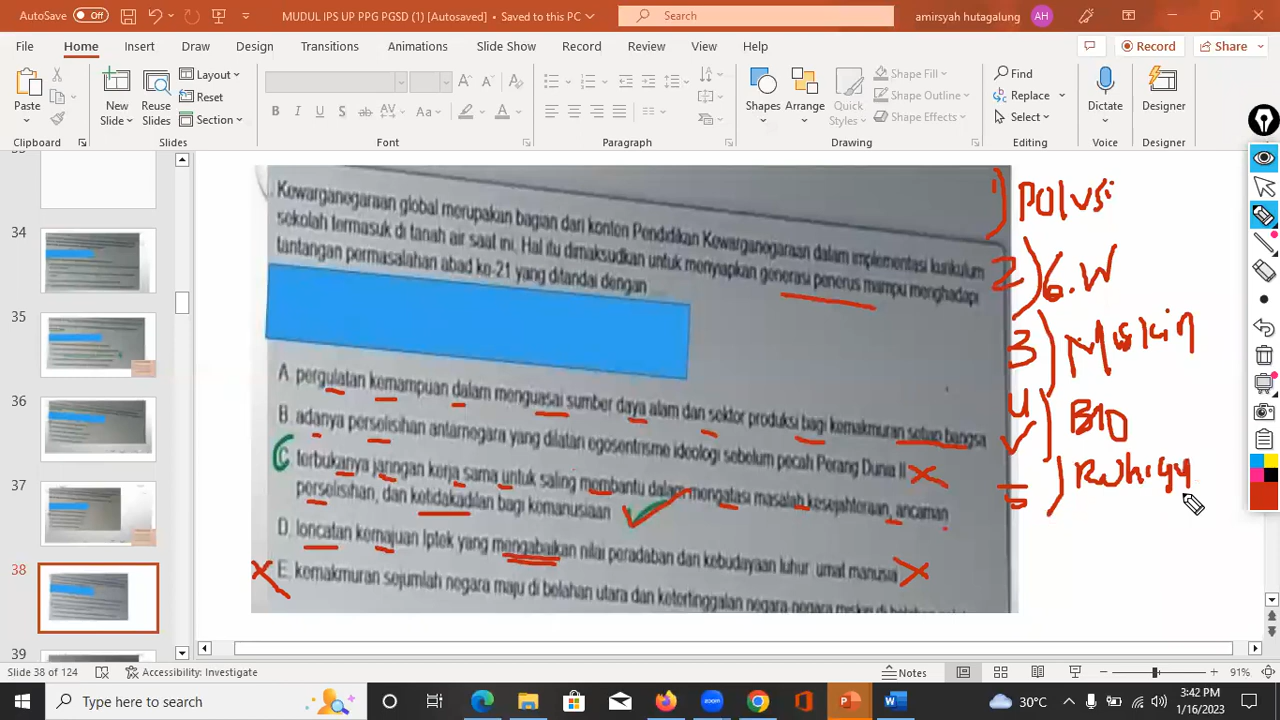 AutoSave Off MUDUL IPS UP PPG PGSD (1) [Autosaved] • Saved to this PC Search amirsyah hutagalung AH
File Home Insert Draw Design Transitions Animations Slide Show Record Review View Help Record Share
Paste New Slide Reuse Slides Layout Reset Section Shapes Arrange Quick Styles Shape Fill Shape Outline Shape Effects Find Replace Select Dictate Designer
Clipboard Slides Font Paragraph Drawing Editing Voice Designer
34
35
36
37
38
39
Kewarganegaraan global merupakan bagian dari konten Pendidikan Kewarganegaraan dalam implementasi kurikulum
sekolah termasuk di tanah air saat ini. Hal itu dimaksudkan untuk menyiapkan generasi penerus mampu menghadapi
tantangan permasalahan abad ke-21 yang ditandai dengan
A. pergulatan kemampuan dalam menguasai sumber daya alam dan sektor produksi bagi kemakmuran setiap bangsa
B. adanya perselisihan antarnegara yang dilatari egosentrisme ideologi sebelum pecah Perang Dunia II
C. terbukanya jaringan kerja sama untuk saling membantu dalam mengatasi masalah kesejahteraan, ancaman
perselisihan, dan ketidakadilan bagi kemanusiaan
D. loncatan kemajuan Iptek yang mengabaikan nilai peradaban dan kebudayaan luhur umat manusia
E. kemakmuran sejumlah negara maju di belahan utara dan ketertinggalan negara-negara miskin di belahan
1) Polusi
2) G.W
3) Miskin
4) BIO
Slide 38 of 124 Accessibility: Investigate Notes 91%
Type here to search 30°C 3:42 PM
1/16/2023